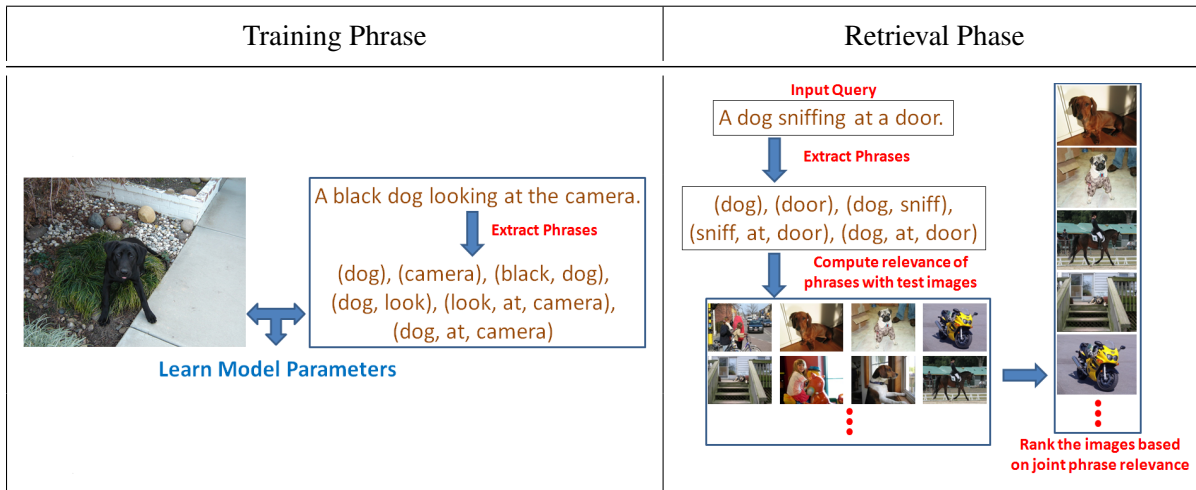 Training Phrase
Retrieval Phase
A black dog looking at the camera.
Extract Phrases
(dog), (camera), (black, dog),
(dog, look), (look, at, camera),
(dog, at, camera)
Learn Model Parameters
Input Query
A dog sniffing at a door.
Extract Phrases
(dog), (door), (dog, sniff),
(sniff, at, door), (dog, at, door)
Compute relevance of
phrases with test images
Rank the images based
on joint phrase relevance